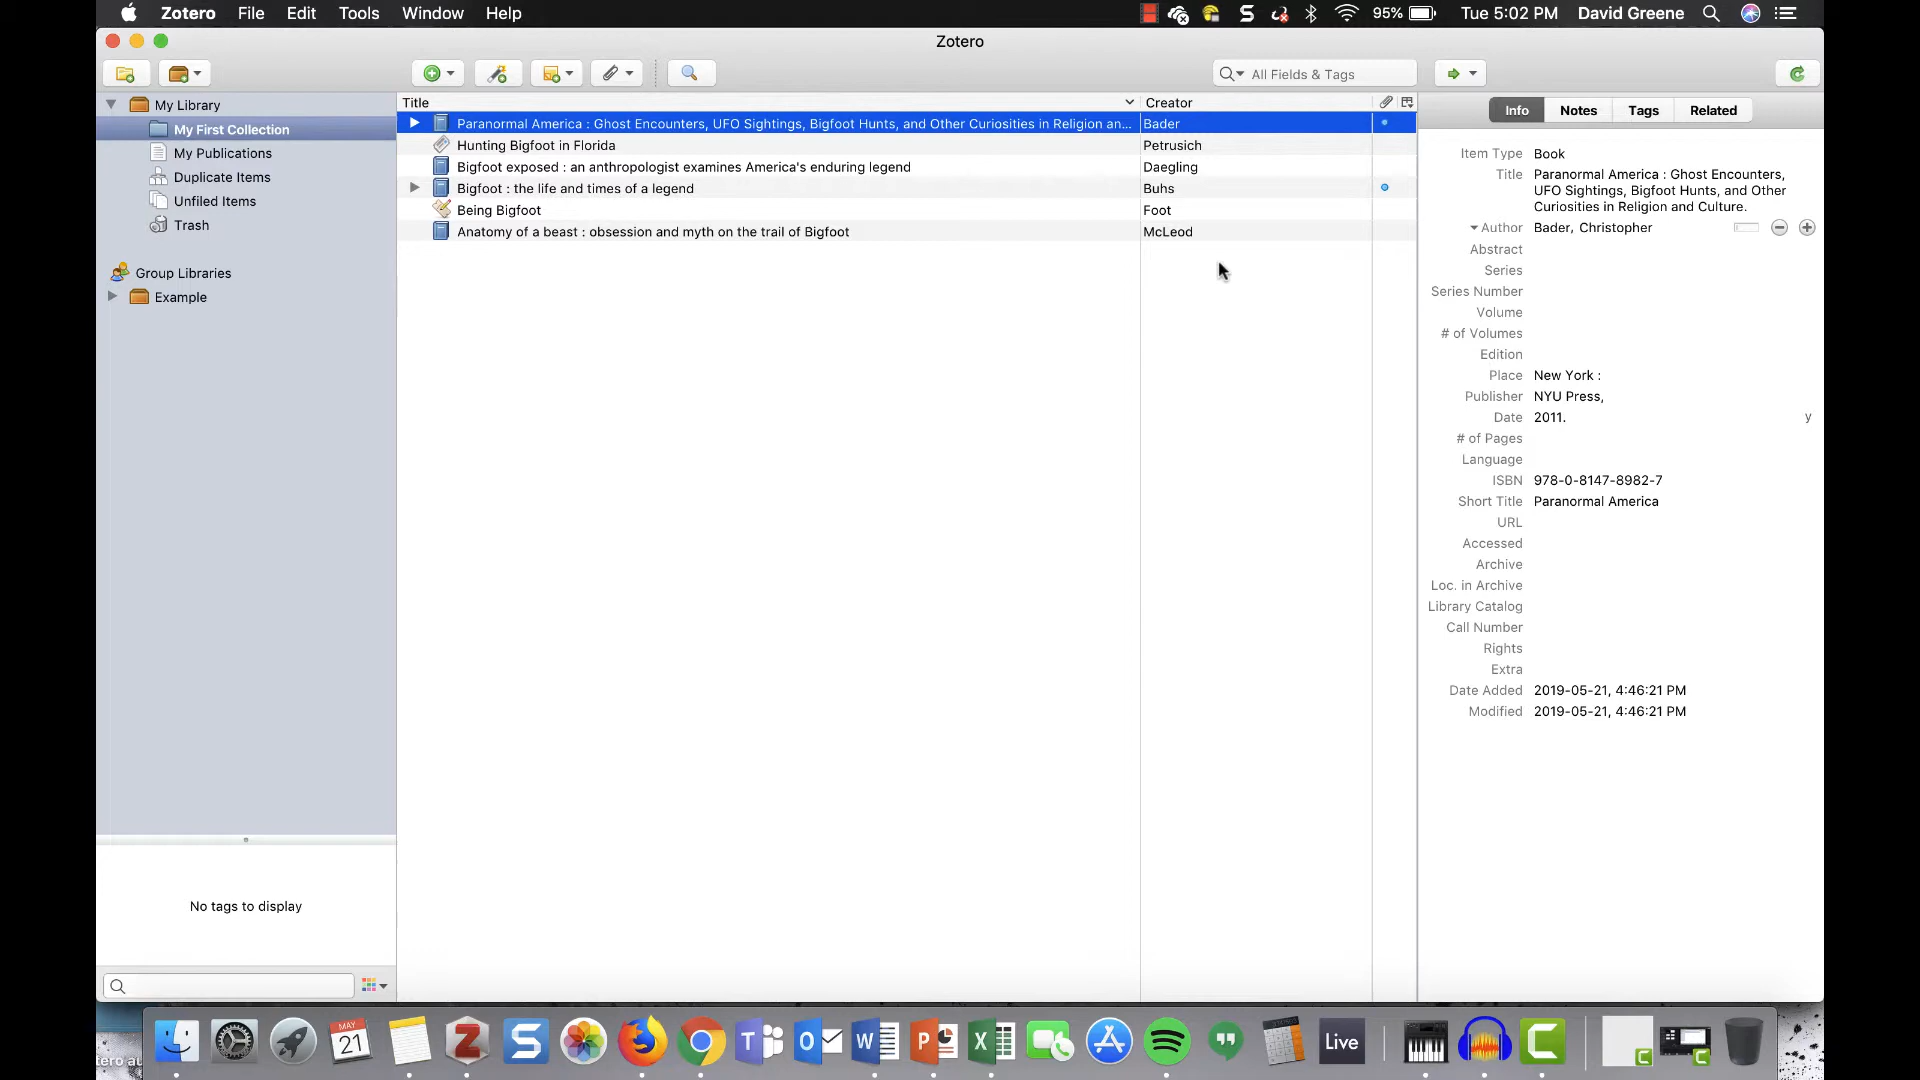 Zotero File Edit Tools Window Help 95% Tue 5:02 PM David Greene
Zotero
All Fields & Tags
My Library
My First Collection
My Publications
Duplicate Items
Unfiled Items
Trash
Group Libraries
Example
No tags to display
Title Creator
Paranormal America : Ghost Encounters, UFO Sightings, Bigfoot Hunts, and Other Curiosities in Religion an... Bader
Hunting Bigfoot in Florida Petrusich
Bigfoot exposed : an anthropologist examines America's enduring legend Daegling
Bigfoot : the life and times of a legend Buhs
Being Bigfoot Foot
Anatomy of a beast : obsession and myth on the trail of Bigfoot McLeod
Info Notes Tags Related
Item Type Book
Title Paranormal America : Ghost Encounters,
UFO Sightings, Bigfoot Hunts, and Other
Curiosities in Religion and Culture.
Author Bader, Christopher
Abstract
Series
Series Number
Volume
# of Volumes
Edition
Place New York :
Publisher NYU Press,
Date 2011. y
# of Pages
Language
ISBN 978-0-8147-8982-7
Short Title Paranormal America
URL
Accessed
Archive
Loc. in Archive
Library Catalog
Call Number
Rights
Extra
Date Added 2019-05-21, 4:46:21 PM
Modified 2019-05-21, 4:46:21 PM
MAY
21
Live
tero au